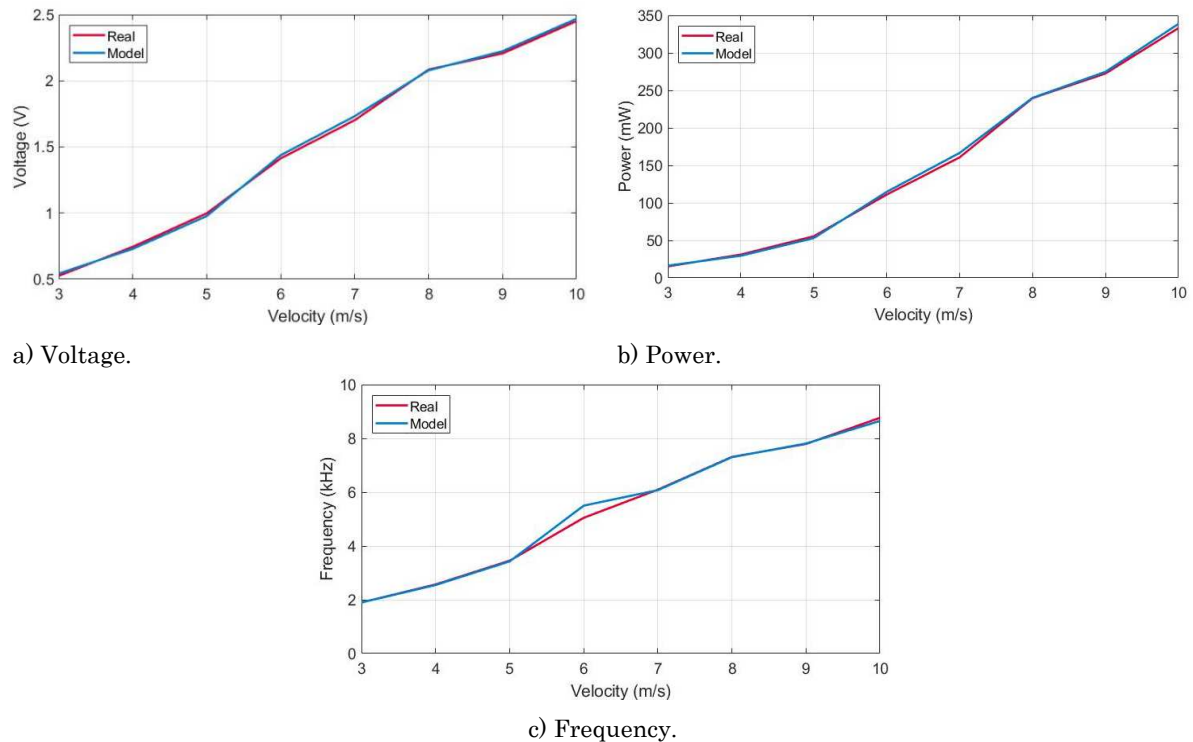 2.5
2
1.5
1
0.5
Voltage (V)
Real
Model
3 4 5 6 7 8 9 10
Velocity (m/s)
a) Voltage.
350
300
250
200
150
100
50
0
Power (mW)
Real
Model
3 4 5 6 7 8 9 10
Velocity (m/s)
b) Power.
10
8
6
4
2
0
Frequency (kHz)
Real
Model
3 4 5 6 7 8 9 10
Velocity (m/s)
c) Frequency.